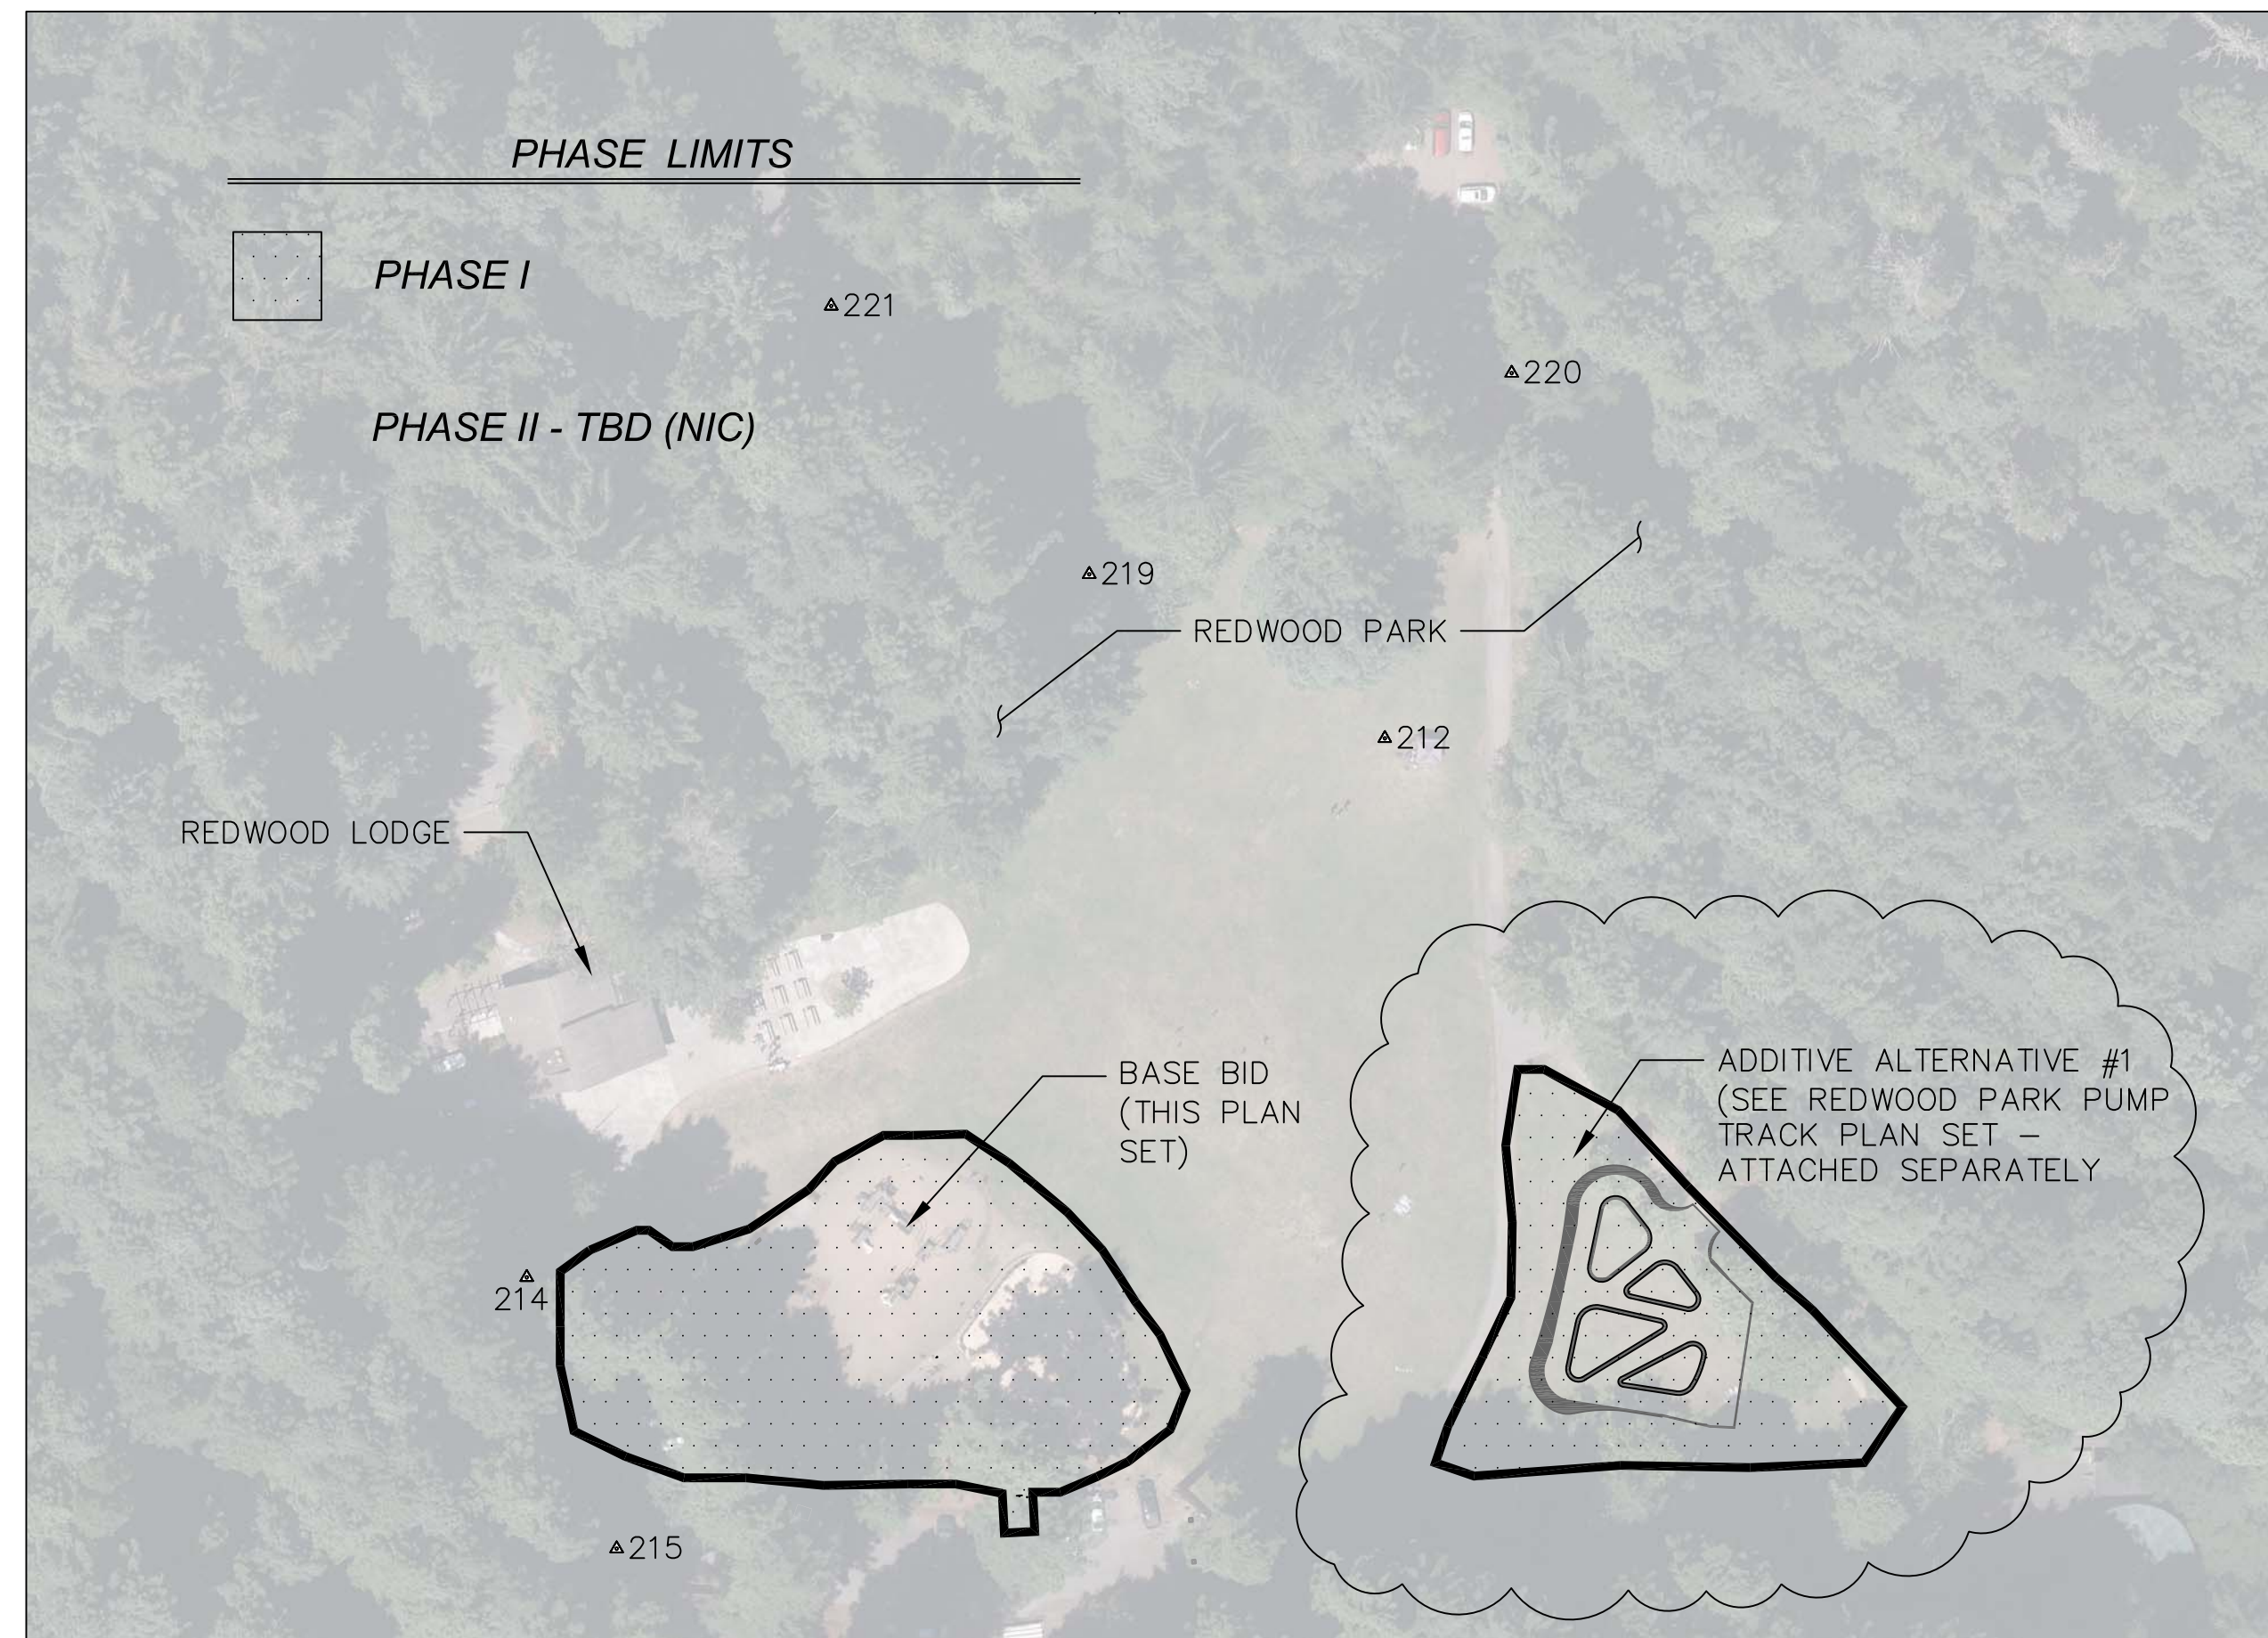 PHASE LIMITS
PHASE I
221
220
PHASE II - TBD (NIC)
219
REDWOOD PARK
212
REDWOOD LODGE
BASE BID
(THIS PLAN
SET)
ADDITIVE ALTERNATIVE #1
(SEE REDWOOD PARK PUMP
TRACK PLAN SET –
ATTACHED SEPARATELY
214
215